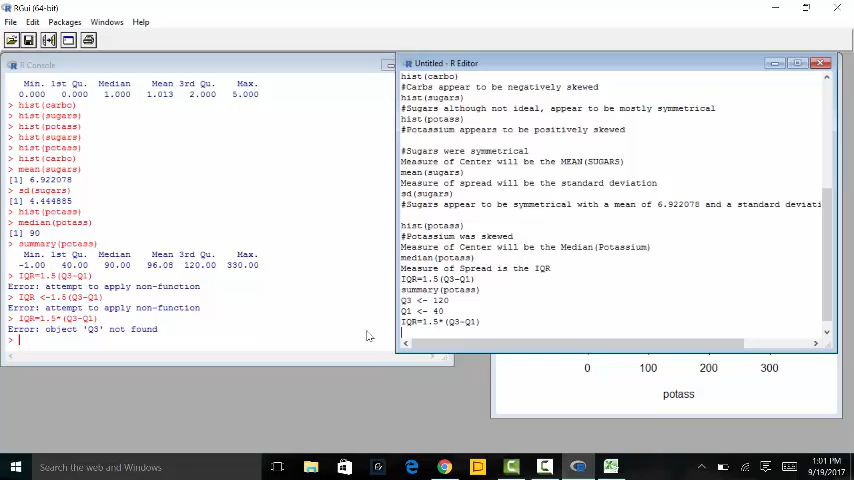 RGui (64-bit)
File Edit Packages Windows Help
R Console
Min. 1st Qu. Median Mean 3rd Qu. Max.
0.000 0.000 1.000 1.013 2.000 5.000
> hist(carbo)
> hist(sugars)
> hist(potass)
> hist(sugars)
> hist(potass)
> hist(carbo)
> mean(sugars)
[1] 6.922078
> sd(sugars)
[1] 4.444885
> hist(potass)
> median(potass)
[1] 90
> summary(potass)
Min. 1st Qu. Median Mean 3rd Qu. Max.
-1.00 40.00 90.00 96.08 120.00 330.00
> IQR=1.5(Q3-Q1)
Error: attempt to apply non-function
> IQR <-1.5(Q3-Q1)
Error: attempt to apply non-function
> IQR=1.5*(Q3-Q1)
Error: object 'Q3' not found
>
Untitled - R Editor
hist(carbo)
#Carbs appear to be negatively skewed
hist(sugars)
#Sugars although not ideal, appear to be mostly symmetrical
hist(potass)
#Potassium appears to be positively skewed
#Sugars were symmetrical
Measure of Center will be the MEAN(SUGARS)
mean(sugars)
Measure of spread will be the standard deviation
sd(sugars)
#Sugars appear to be symmetrical with a mean of 6.922078 and a standard deviati
hist(potass)
#Potassium was skewed
Measure of Center will be the Median(Potassium)
median(potass)
Measure of Spread is the IQR
IQR=1.5(Q3-Q1)
summary(potass)
Q3 <- 120
Q1 <- 40
IQR=1.5*(Q3-Q1)
0 100 200 300
potass
Search the web and Windows
1:01 PM
9/19/2017